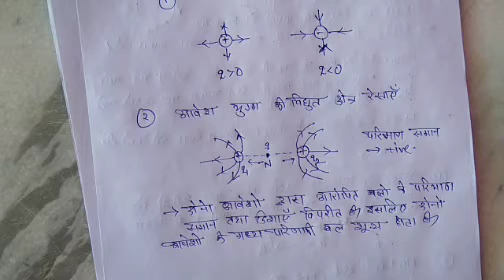 ①
+
-
q>0
q<0
② आवेश युग्म की विद्युत क्षेत्र रेखाएँ
q
+
N
+
q
q
परिमाण समान
→ +ive
→ दोनों आवेशों द्वारा आरोपित बलों के परिमाण
समान तथा दिशाएँ विपरीत है इसलिए दोनों
आवेशों के मध्य परिणामी बल शून्य होता है